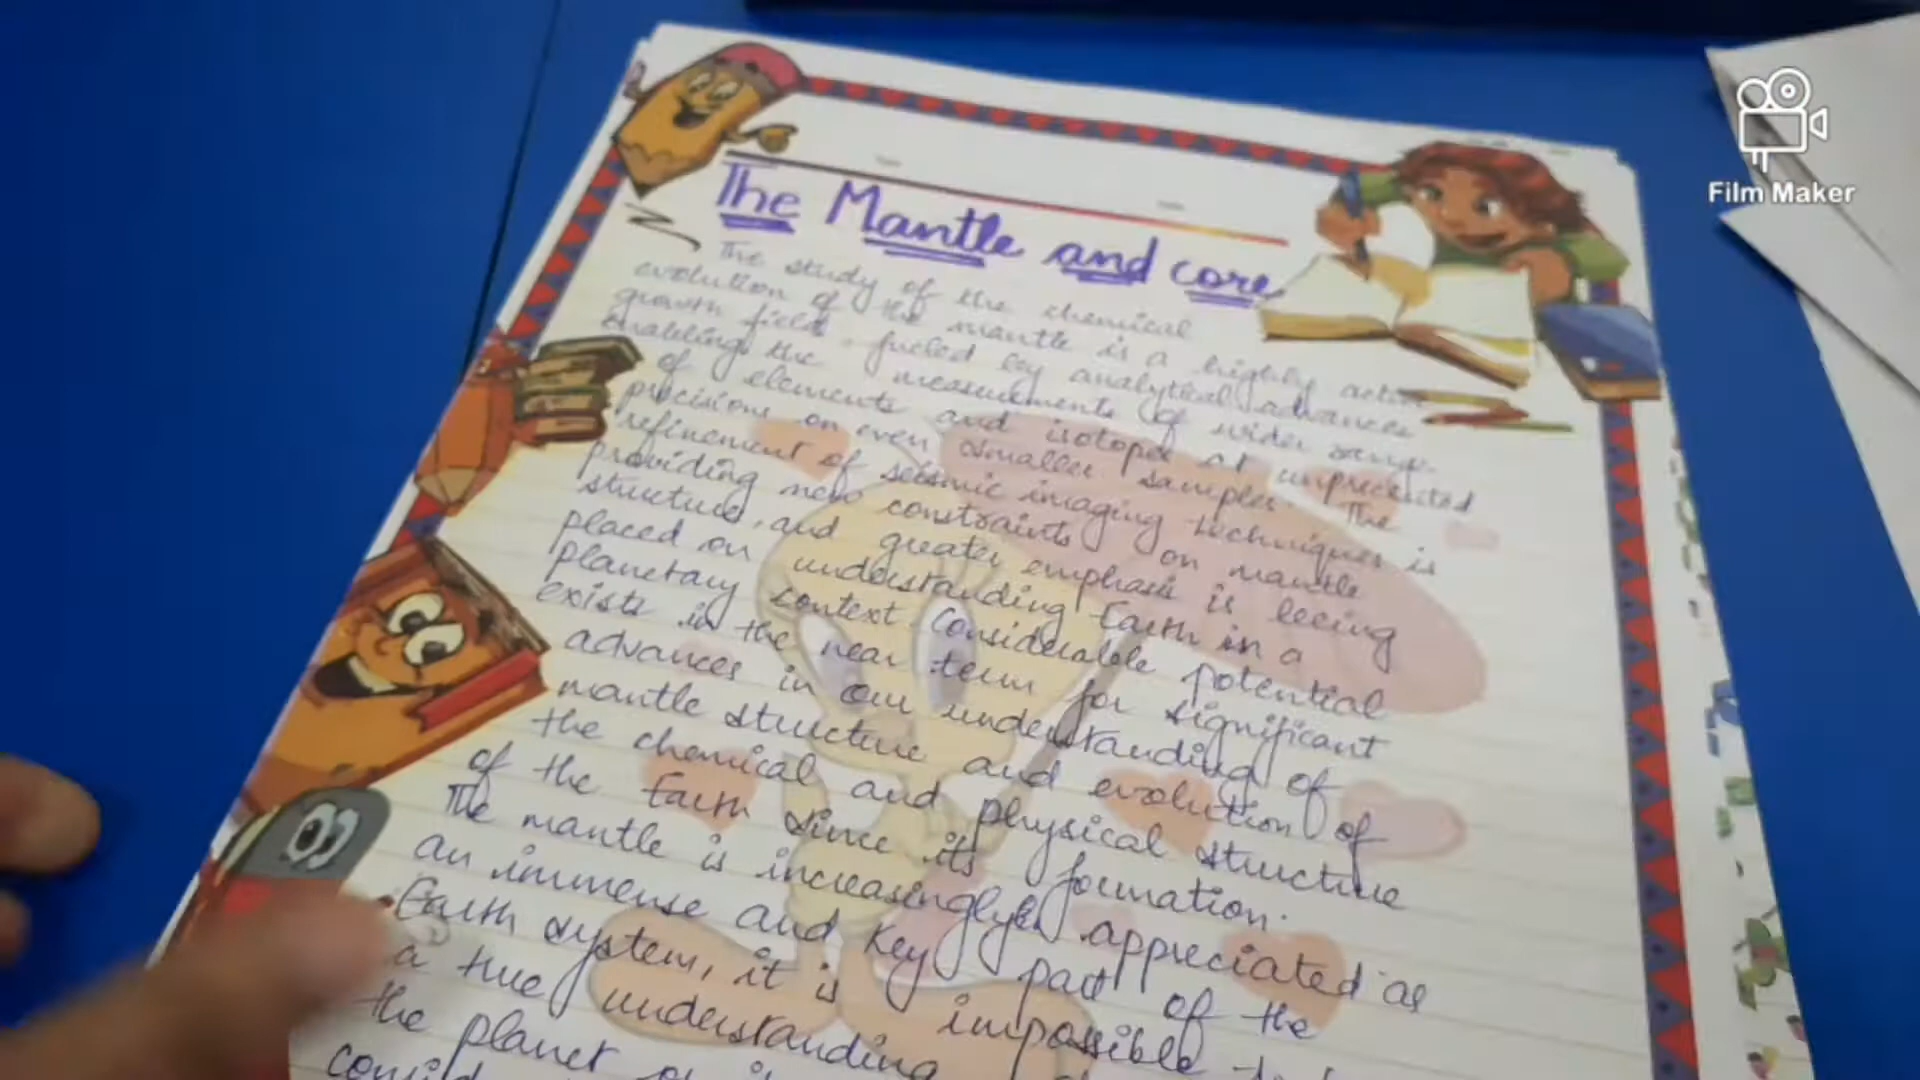 Film Maker
The Mantle and core
The study of the chemical
evolution of the mantle is a highly
growth field, fueled by analytical advances
enabling the measurements of wider
of elements and isotopes at
precision on even smaller samples. The
refinement of seismic imaging techniques is
providing new constraints on mantle
structure, and greater emphasis is being
placed on understanding Earth in a
planetary context. Considerable potential
exists in the near term for significant
advances in our understanding of
mantle structure and evolution of
the chemical and physical structure
of the Earth since its formation.
The mantle is increasingly appreciated as
an immense and key part of the
Earth system, it is impossible
a true understanding
the planet